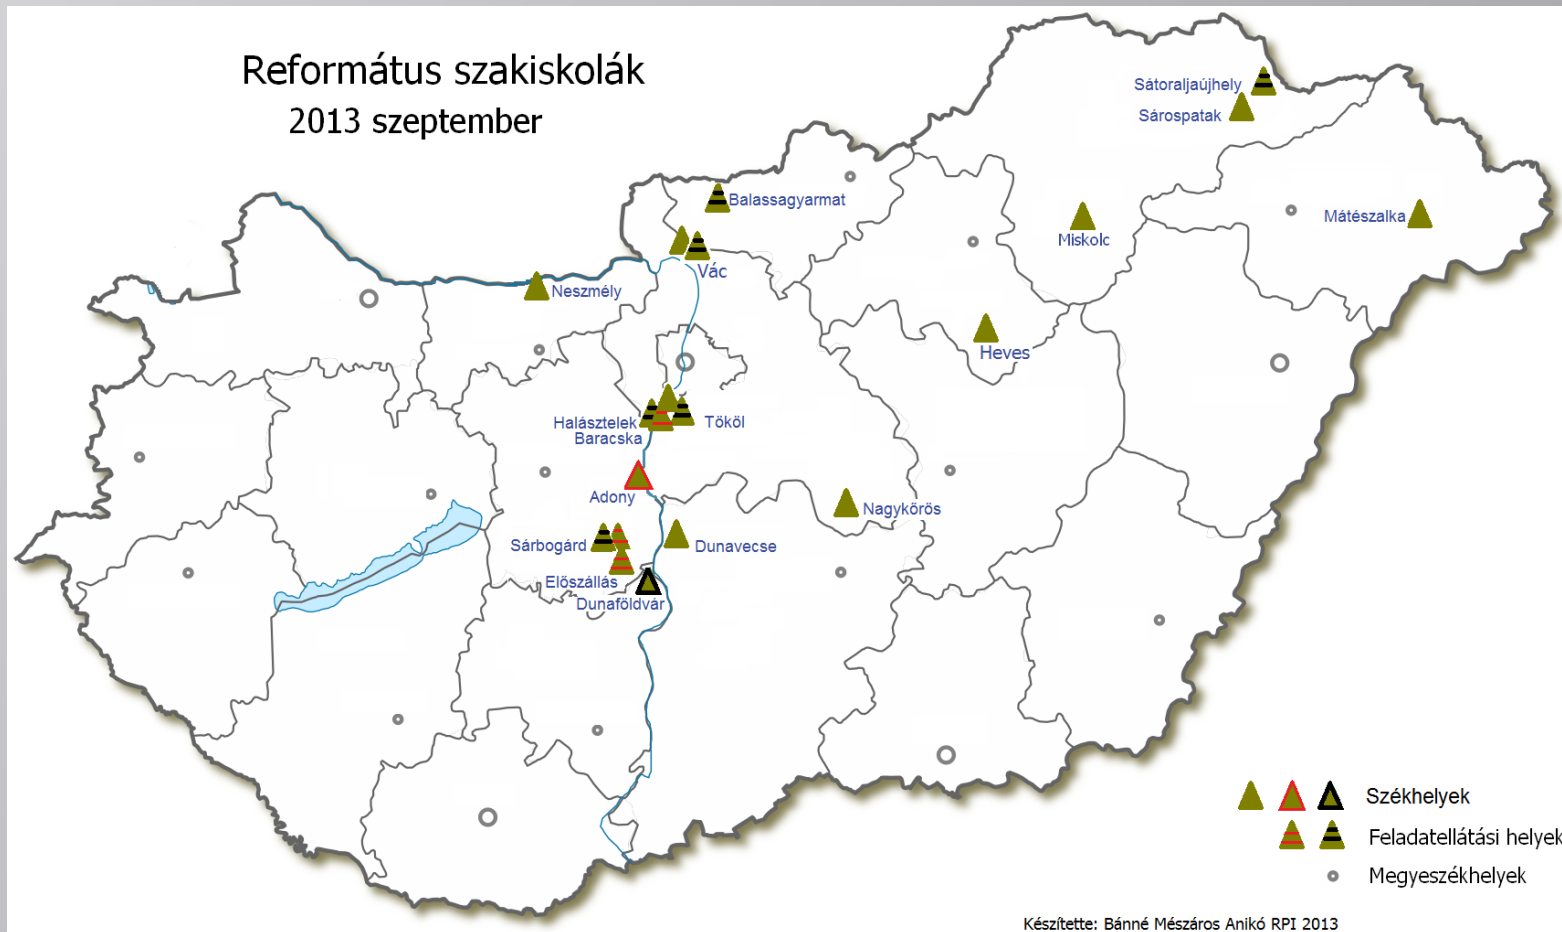 Református szakiskolák
2013 szeptember
Sátoraljaújhely
Sárospatak
Balassagyarmat
Mátészalka
Miskolc
Vác
Neszmély
Heves
Halásztelek
Tököl
Baracska
Adony
Nagykőrös
Sárbogárd
Dunavecse
Előszállás
Dunaföldvár
Székhelyek
Feladatellátási helyek
Megyeszékhelyek
Készítette: Bánné Mészáros Anikó RPI 2013